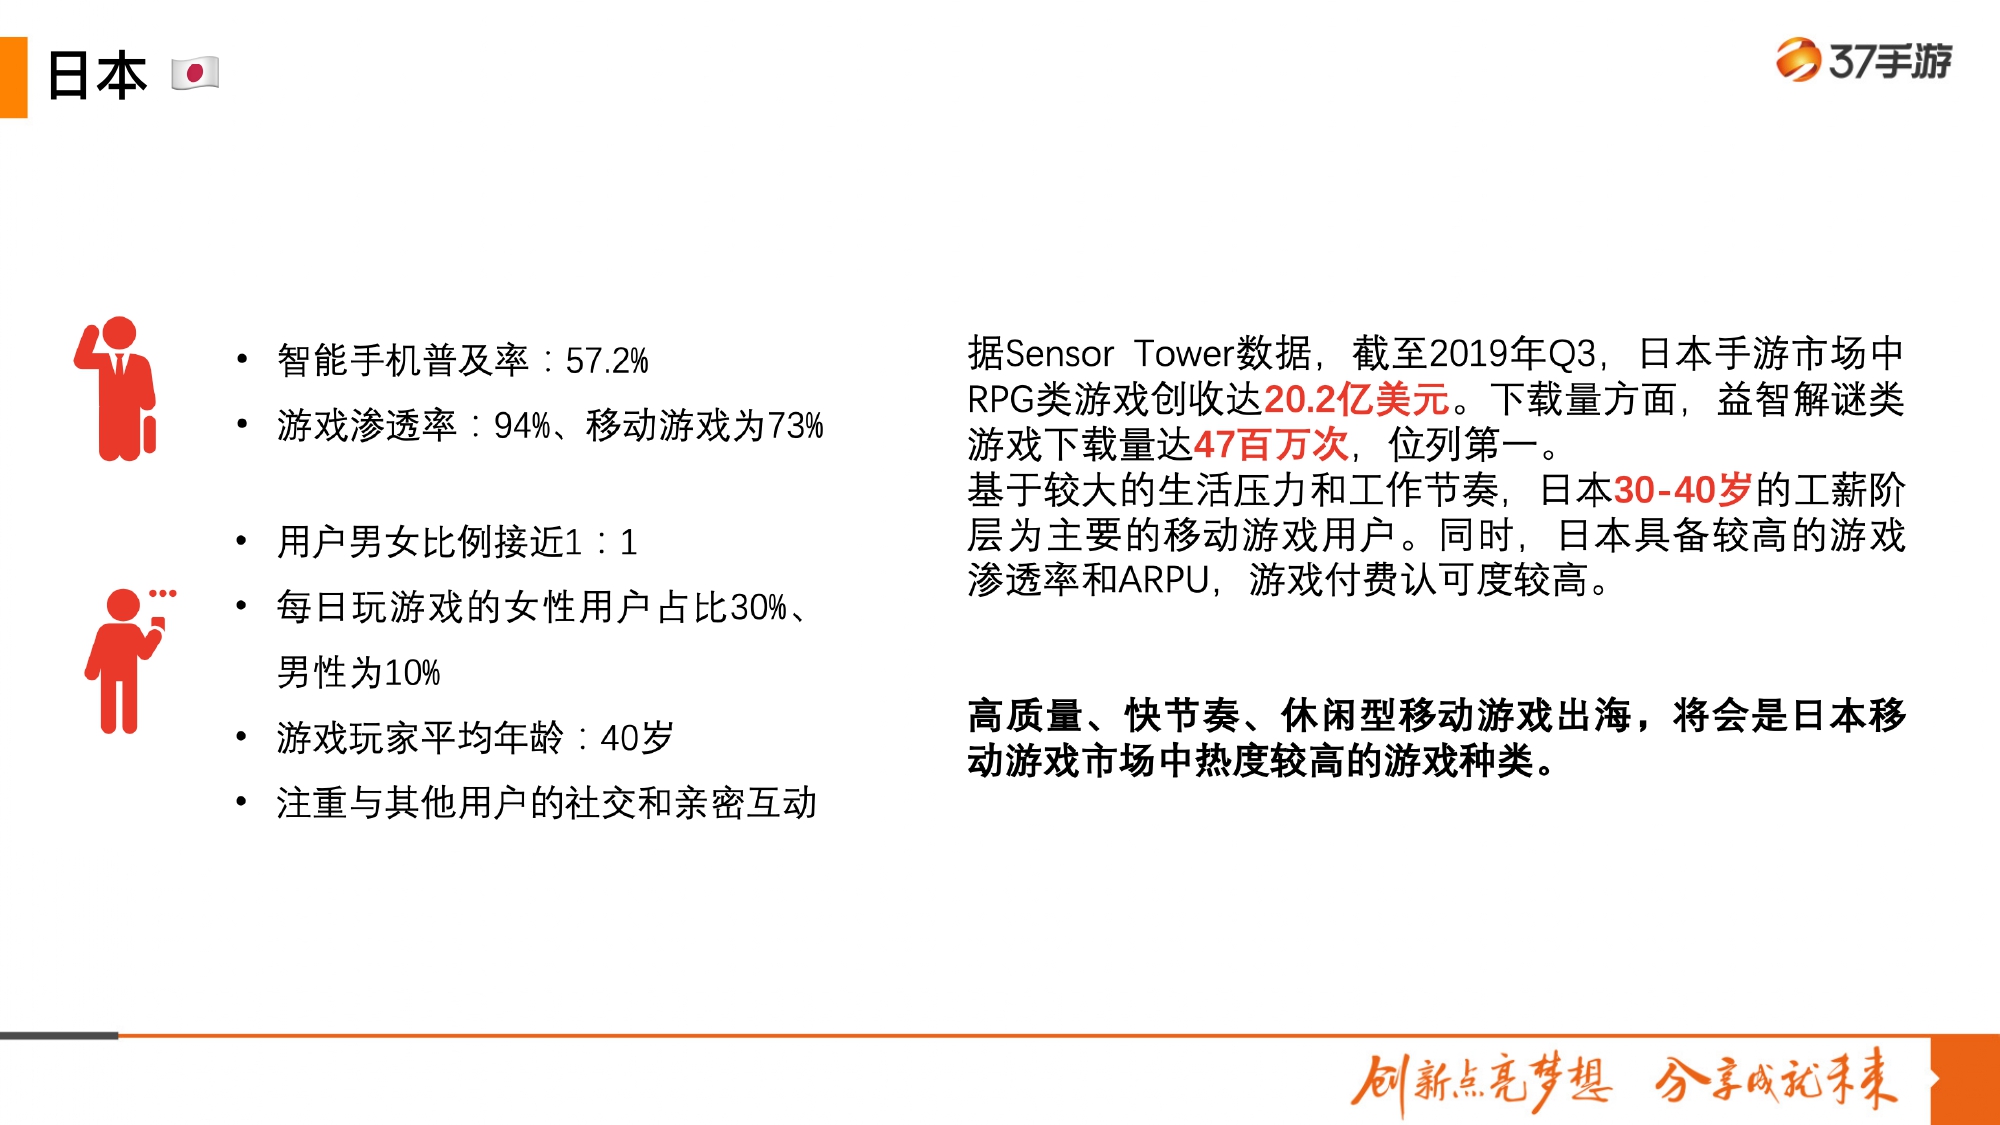 日本
37手游
• 智能手机普及率：57.2%
• 游戏渗透率：94%、移动游戏为73%
• 用户男女比例接近1：1
• 每日玩游戏的女性用户占比30%、
男性为10%
• 游戏玩家平均年龄：40岁
• 注重与其他用户的社交和亲密互动
据Sensor Tower数据，截至2019年Q3，日本手游市场中
RPG类游戏创收达20.2亿美元。下载量方面，益智解谜类
游戏下载量达47百万次，位列第一。
基于较大的生活压力和工作节奏，日本30-40岁的工薪阶
层为主要的移动游戏用户。同时，日本具备较高的游戏
渗透率和ARPU，游戏付费认可度较高。
高质量、快节奏、休闲型移动游戏出海，将会是日本移
动游戏市场中热度较高的游戏种类。
创新点亮梦想 分享成就未来